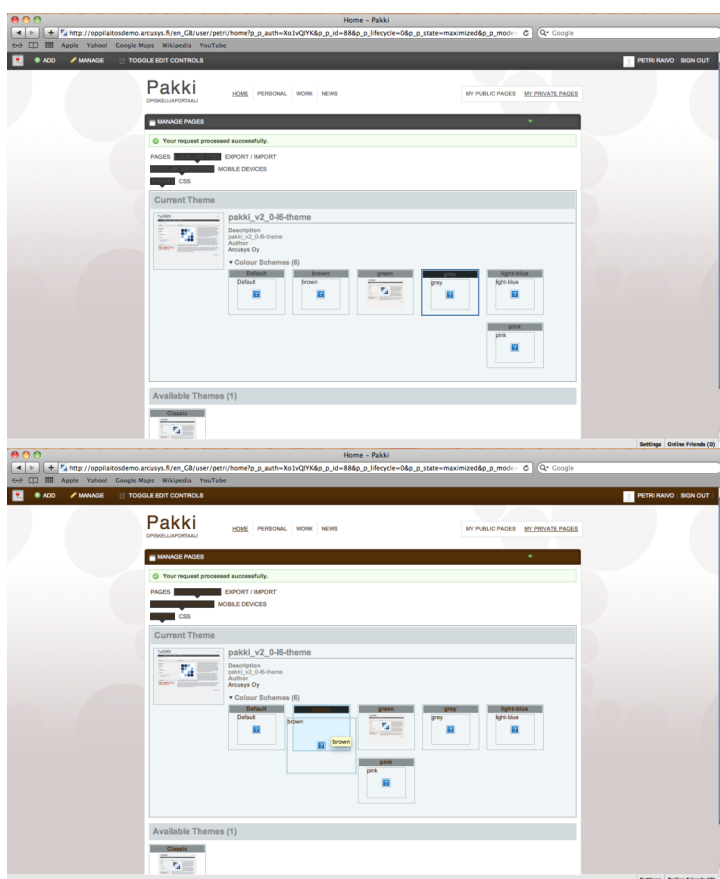 Home – Pakki
http://oppilaitosdemo.arcusys.fi/en_GB/user/petri/home?p_p_auth=Xo1vQIYK&p_p_id=88&p_p_lifecycle=0&p_p_state=maximized&p_p_mode= Google
Apple Yahoo! Google Maps Wikipedia YouTube
ADD MANAGE TOGGLE EDIT CONTROLS PETRI RAIVO SIGN OUT
Pakki
OPISKELIJAPORTAALI
HOME PERSONAL WORK NEWS MY PUBLIC PAGES MY PRIVATE PAGES
MANAGE PAGES
Your request processed successfully.
PAGES EXPORT / IMPORT
MOBILE DEVICES
CSS
Current Theme
pakki_v2_0-l6-theme
Description
pakki_v2_0-l6-theme
Author
Arcusys Oy
Colour Schemes (6)
Default brown green grey light-blue
Default brown grey light-blue
pink
pink
Available Themes (1)
Classic
Settings Online Friends (0)
Home – Pakki
http://oppilaitosdemo.arcusys.fi/en_GB/user/petri/home?p_p_auth=Xo1vQIYK&p_p_id=88&p_p_lifecycle=0&p_p_state=maximized&p_p_mode= Google
Apple Yahoo! Google Maps Wikipedia YouTube
ADD MANAGE TOGGLE EDIT CONTROLS PETRI RAIVO SIGN OUT
Pakki
OPISKELIJAPORTAALI
HOME PERSONAL WORK NEWS MY PUBLIC PAGES MY PRIVATE PAGES
MANAGE PAGES
Your request processed successfully.
PAGES EXPORT / IMPORT
MOBILE DEVICES
CSS
Current Theme
pakki_v2_0-l6-theme
Description
pakki_v2_0-l6-theme
Author
Arcusys Oy
Colour Schemes (6)
Default green grey light-blue
Default brown grey light-blue
brown
pink
pink
Available Themes (1)
Classic
Settings Online Friends (0)